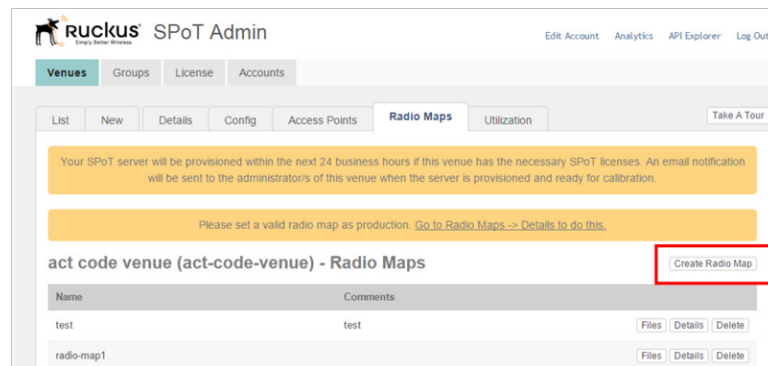 Ruckus SPoT Admin
Simply Better Wireless.
Edit Account Analytics API Explorer Log Out
Venues Groups License Accounts
List New Details Config Access Points Radio Maps Utilization Take A Tour
Your SPoT server will be provisioned within the next 24 business hours if this venue has the necessary SPoT licenses. An email notification
will be sent to the administrator/s of this venue when the server is provisioned and ready for calibration.
Please set a valid radio map as production. Go to Radio Maps -> Details to do this.
act code venue (act-code-venue) - Radio Maps Create Radio Map
Name Comments
test test Files Details Delete
radio-map1 Files Details Delete